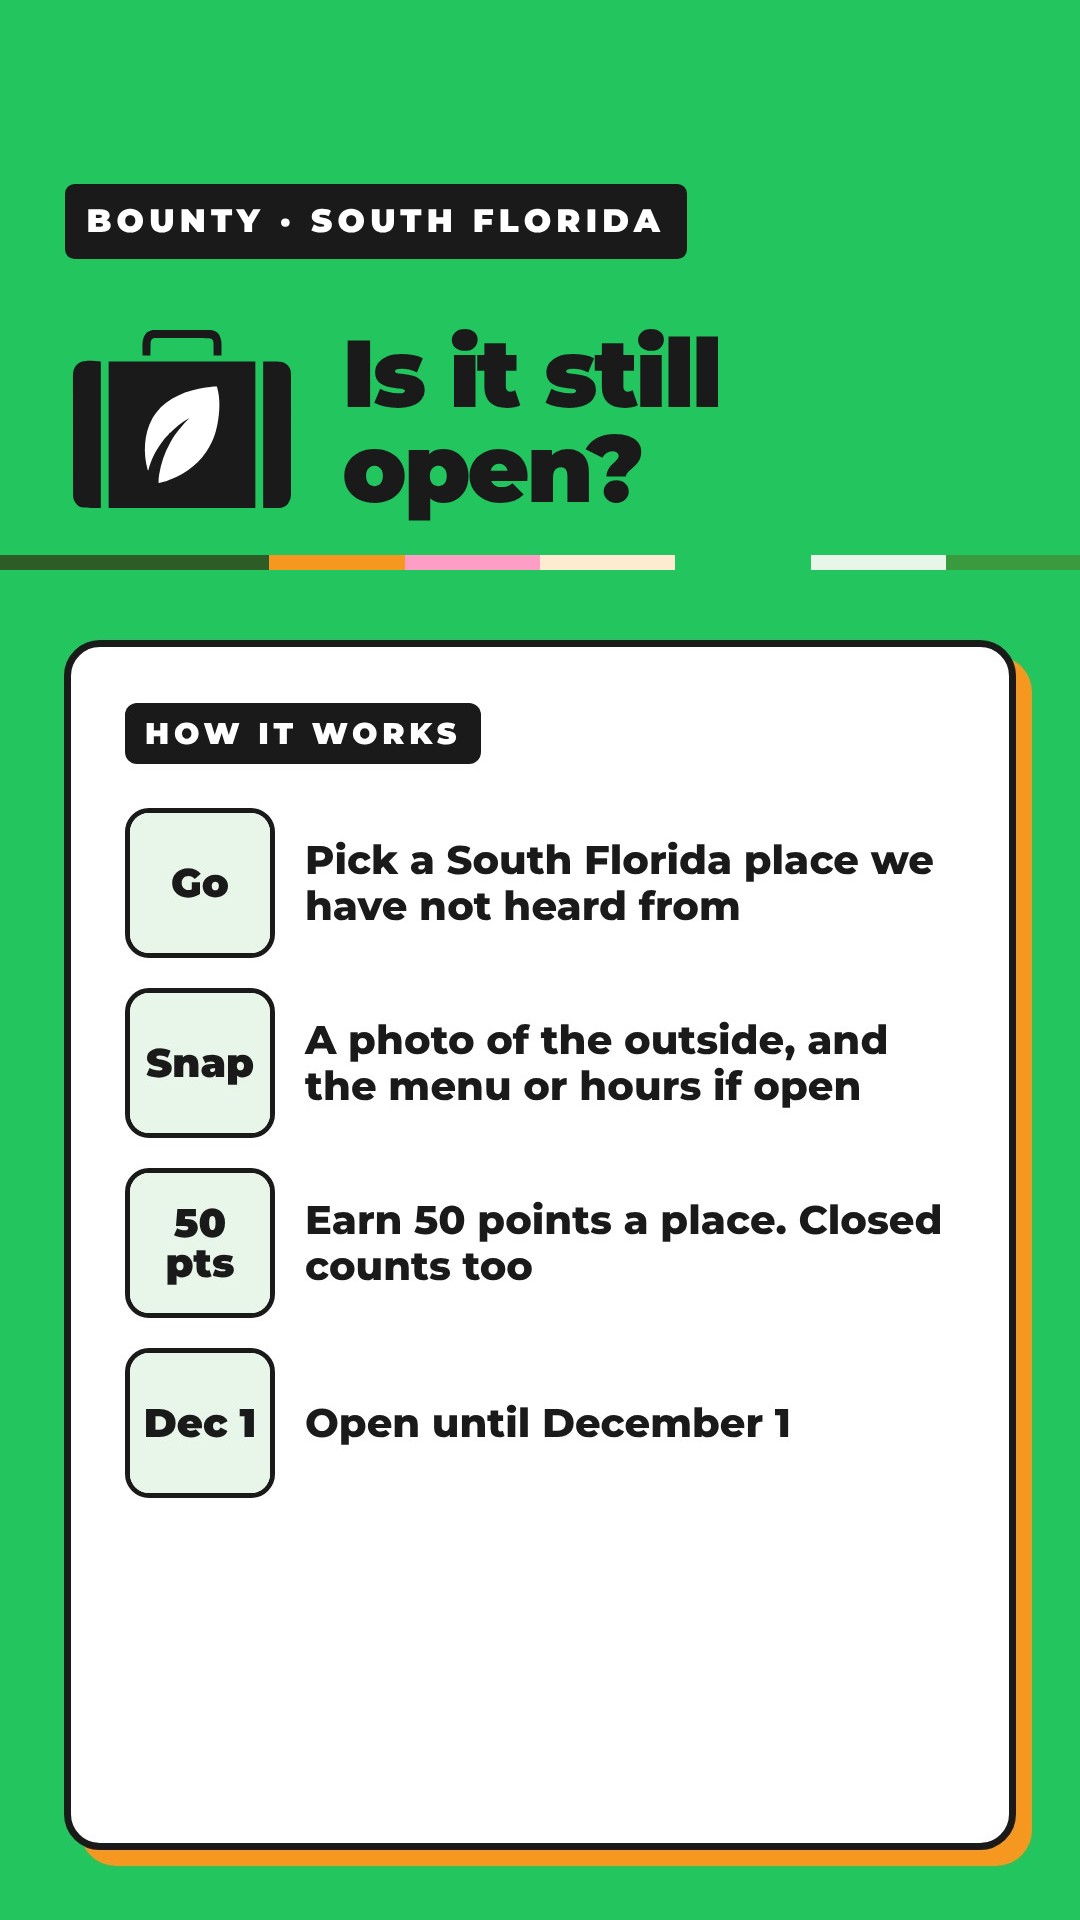 BOUNTY · SOUTH FLORIDA
Is it still
open?
HOW IT WORKS
Go
Pick a South Florida place we
have not heard from
Snap
A photo of the outside, and
the menu or hours if open
50
pts
Earn 50 points a place. Closed
counts too
Dec 1
Open until December 1